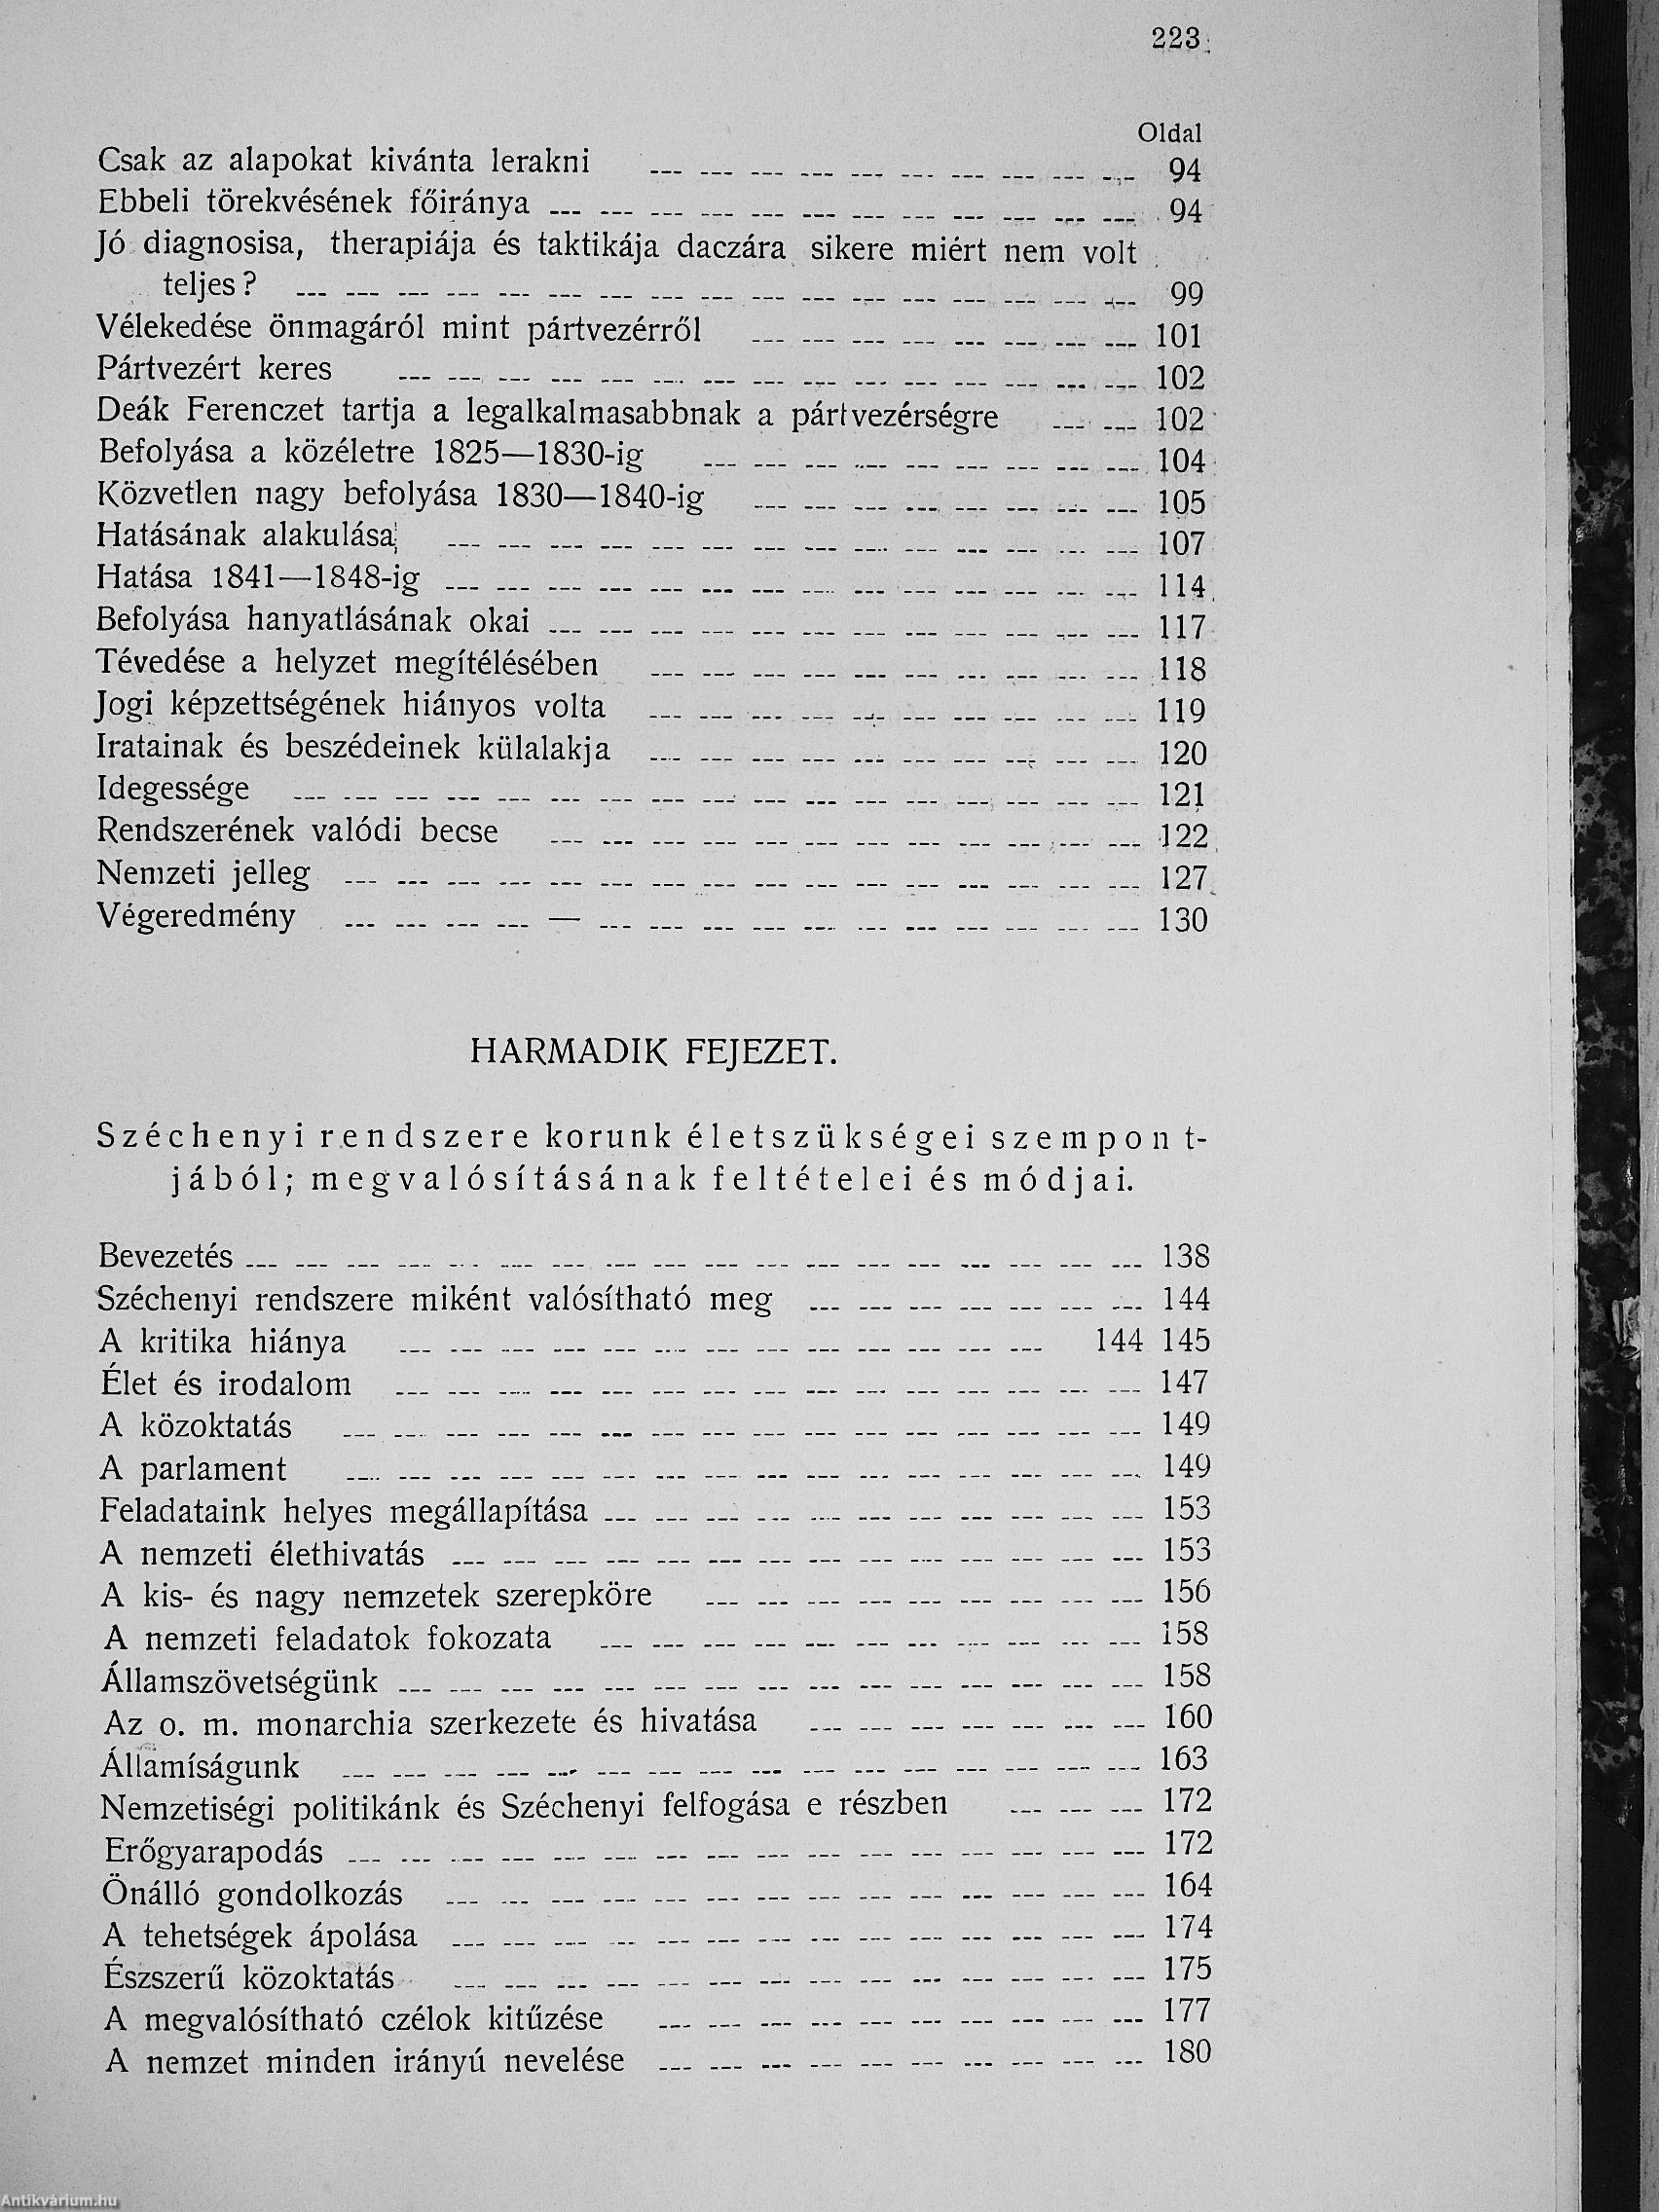 223
Oldal
Csak az alapokat kivánta lerakni 94
Ebbeli törekvésének főiránya 94
Jó diagnosisa, therapiája és taktikája daczára sikere miért nem volt
teljes? 99
Vélekedése önmagáról mint pártvezérről 101
Pártvezért keres 102
Deák Ferenczet tartja a legalkalmasabbnak a pártvezérségre 102
Befolyása a közéletre 1825—1830-ig 104
Közvetlen nagy befolyása 1830—1840-ig 105
Hatásának alakulása 107
Hatása 1841—1848-ig 114
Befolyása hanyatlásának okai 117
Tévedése a helyzet megítélésében 118
Jogi képzettségének hiányos volta 119
Iratainak és beszédeinek külalakja 120
Idegessége 121
Rendszerének valódi becse 122
Nemzeti jelleg 127
Végeredmény 130
HARMADIK FEJEZET.
Széchenyi rendszere korunk életszükségei szempont-
jából; megvalósításának feltételei és módjai.
Bevezetés 138
Széchenyi rendszere miként valósítható meg 144
A kritika hiánya 144 145
Élet és irodalom 147
A közoktatás 149
A parlament 149
Feladataink helyes megállapítása 153
A nemzeti élethivatás 153
A kis- és nagy nemzetek szerepköre 156
A nemzeti feladatok fokozata 158
Államszövetségünk 158
Az o. m. monarchia szerkezete és hivatása 160
Államíságunk 163
Nemzetiségi politikánk és Széchenyi felfogása e részben 172
Erőgyarapodás 172
Önálló gondolkozás 164
A tehetségek ápolása 174
Észszerű közoktatás 175
A megvalósítható czélok kitűzése 177
A nemzet minden irányú nevelése 180
Antikvárium.hu